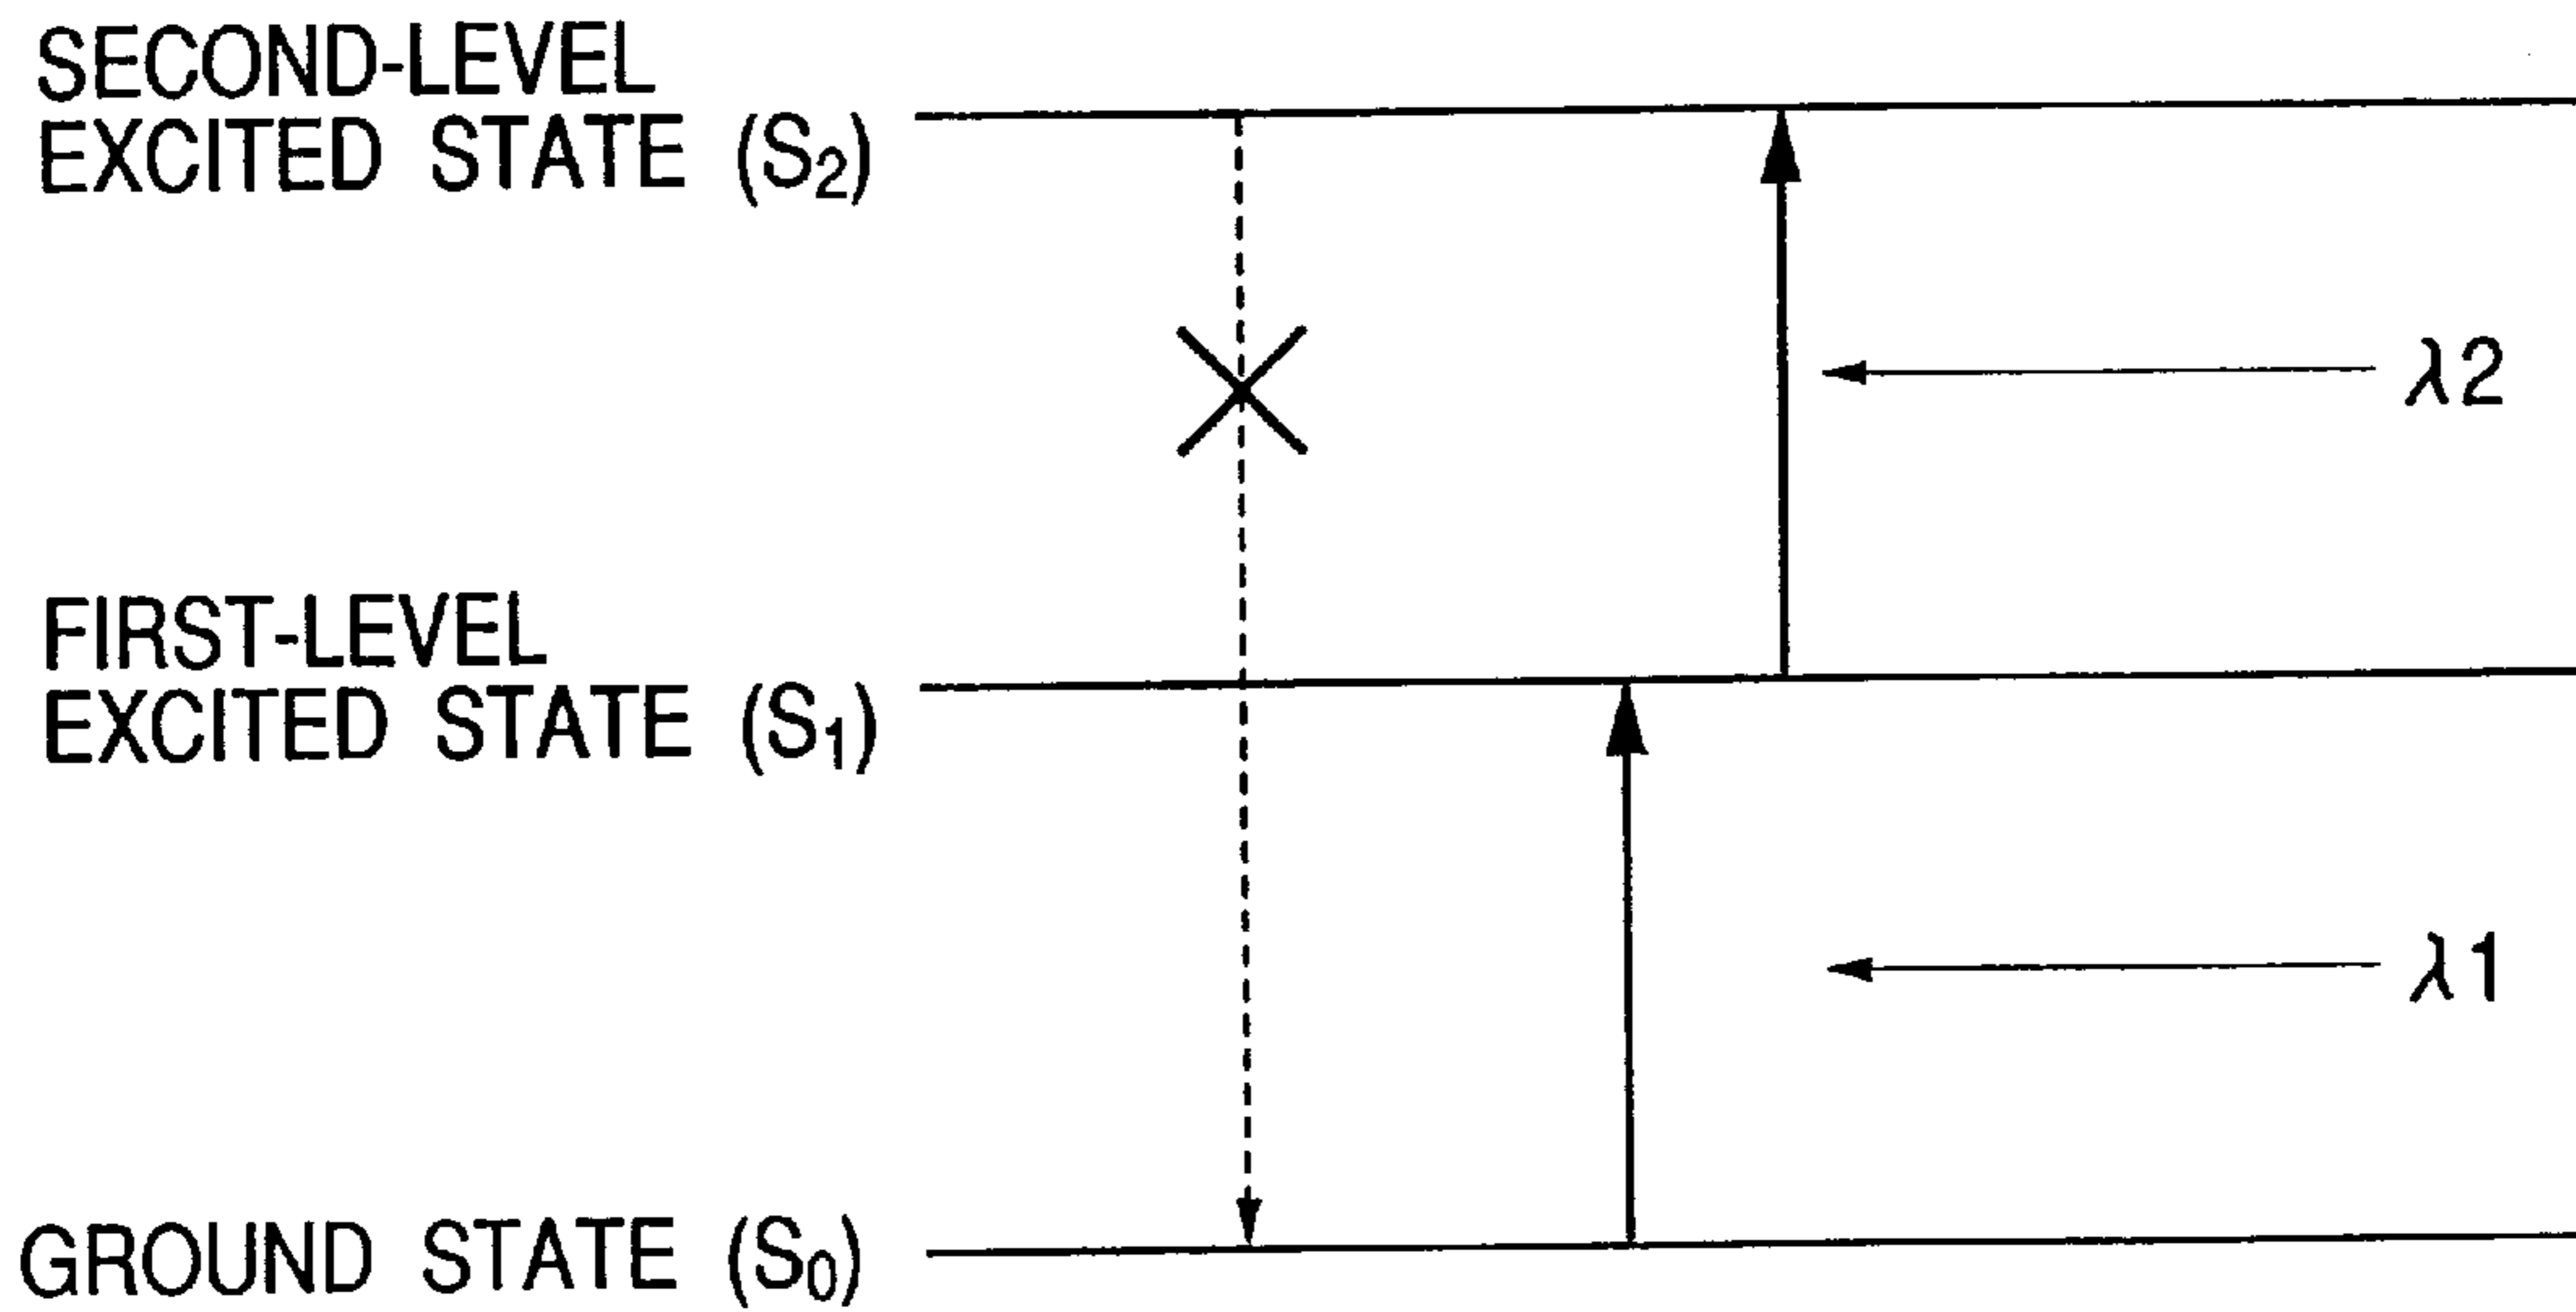 SECOND-LEVEL
EXCITED STATE (S₂)
λ2
FIRST-LEVEL
EXCITED STATE (S₁)
λ1
GROUND STATE (S₀)